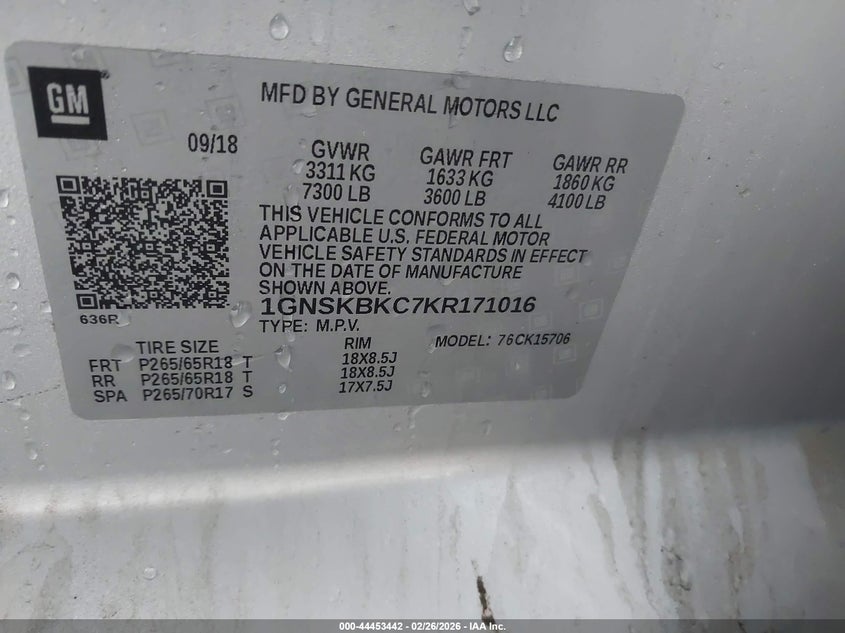 GM
MFD BY GENERAL MOTORS LLC
09/18
GVWR GAWR FRT GAWR RR
3311 KG 1633 KG 1860 KG
7300 LB 3600 LB 4100 LB
THIS VEHICLE CONFORMS TO ALL
APPLICABLE U.S. FEDERAL MOTOR
VEHICLE SAFETY STANDARDS IN EFFECT
ON THE DATE OF MANUFACTURE
SHOWN ABOVE.
1GNSKBKC7KR171016
636R
TYPE: M.P.V. MODEL: 76CK15706
TIRE SIZE RIM
FRT P265/65R18 T 18X8.5J
RR P265/65R18 T 18X8.5J
SPA P265/70R17 S 17X7.5J
000-44453442 - 02/26/2026 - IAA Inc.